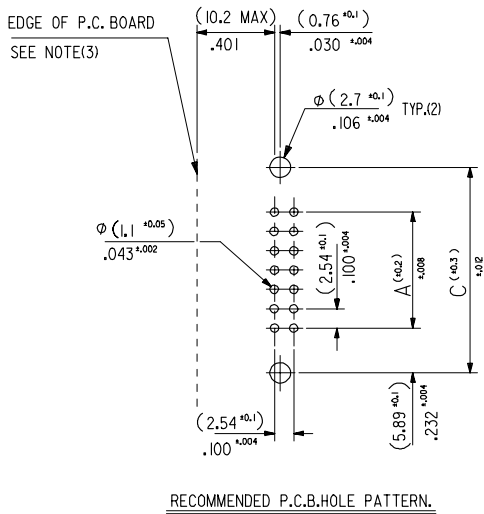 EDGE OF P.C. BOARD
SEE NOTE(3)
(10.2 MAX)
.401
(0.76 ±0.1)
.030 ±.004
Ø (2.7 ±0.1) TYP.(2)
.106 ±.004
Ø (1.1 ±0.05)
.043 ±.002
(2.54 ±0.1)
.100 ±.004
A (±0.2)
±.008
C (±0.3)
±.012
(2.54 ±0.1)
.100 ±.004
(5.89 ±0.1)
.232 ±.004
RECOMMENDED P.C.B.HOLE PATTERN.